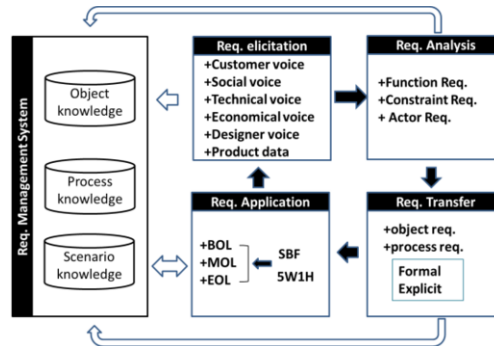 Req. Management System
Object
knowledge
Process
knowledge
Scenario
knowledge
Req. elicitation
+Customer voice
+Social voice
+Technical voice
+Economical voice
+Designer voice
+Product data
Req. Analysis
+Function Req.
+Constraint Req.
+ Actor Req.
Req. Application
+BOL
+MOL
+EOL
SBF
5W1H
Req. Transfer
+object req.
+process req.
Formal
Explicit